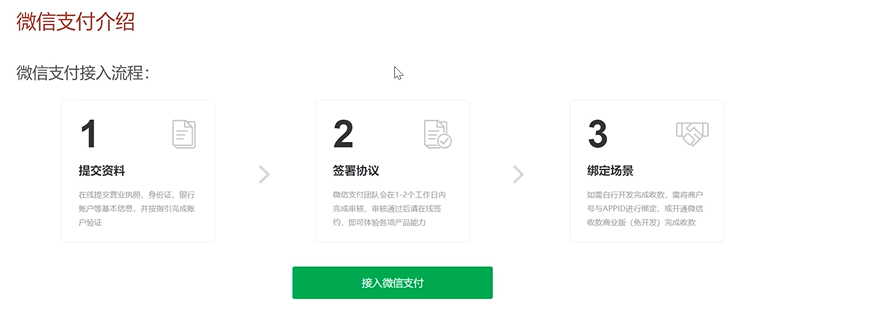 微信支付介绍
微信支付接入流程：
1
提交资料
在线提交营业执照、身份证、银行
账户等基本信息，并按指引完成账
户验证
2
签署协议
微信支付团队会在1-2个工作日内
完成审核，审核通过后请在线签
约，即可体验各项产品能力
3
绑定场景
如需自行开发完成收款，需将商户
号与APPID进行绑定，或开通微信
收款商业版（免开发）完成收款
接入微信支付